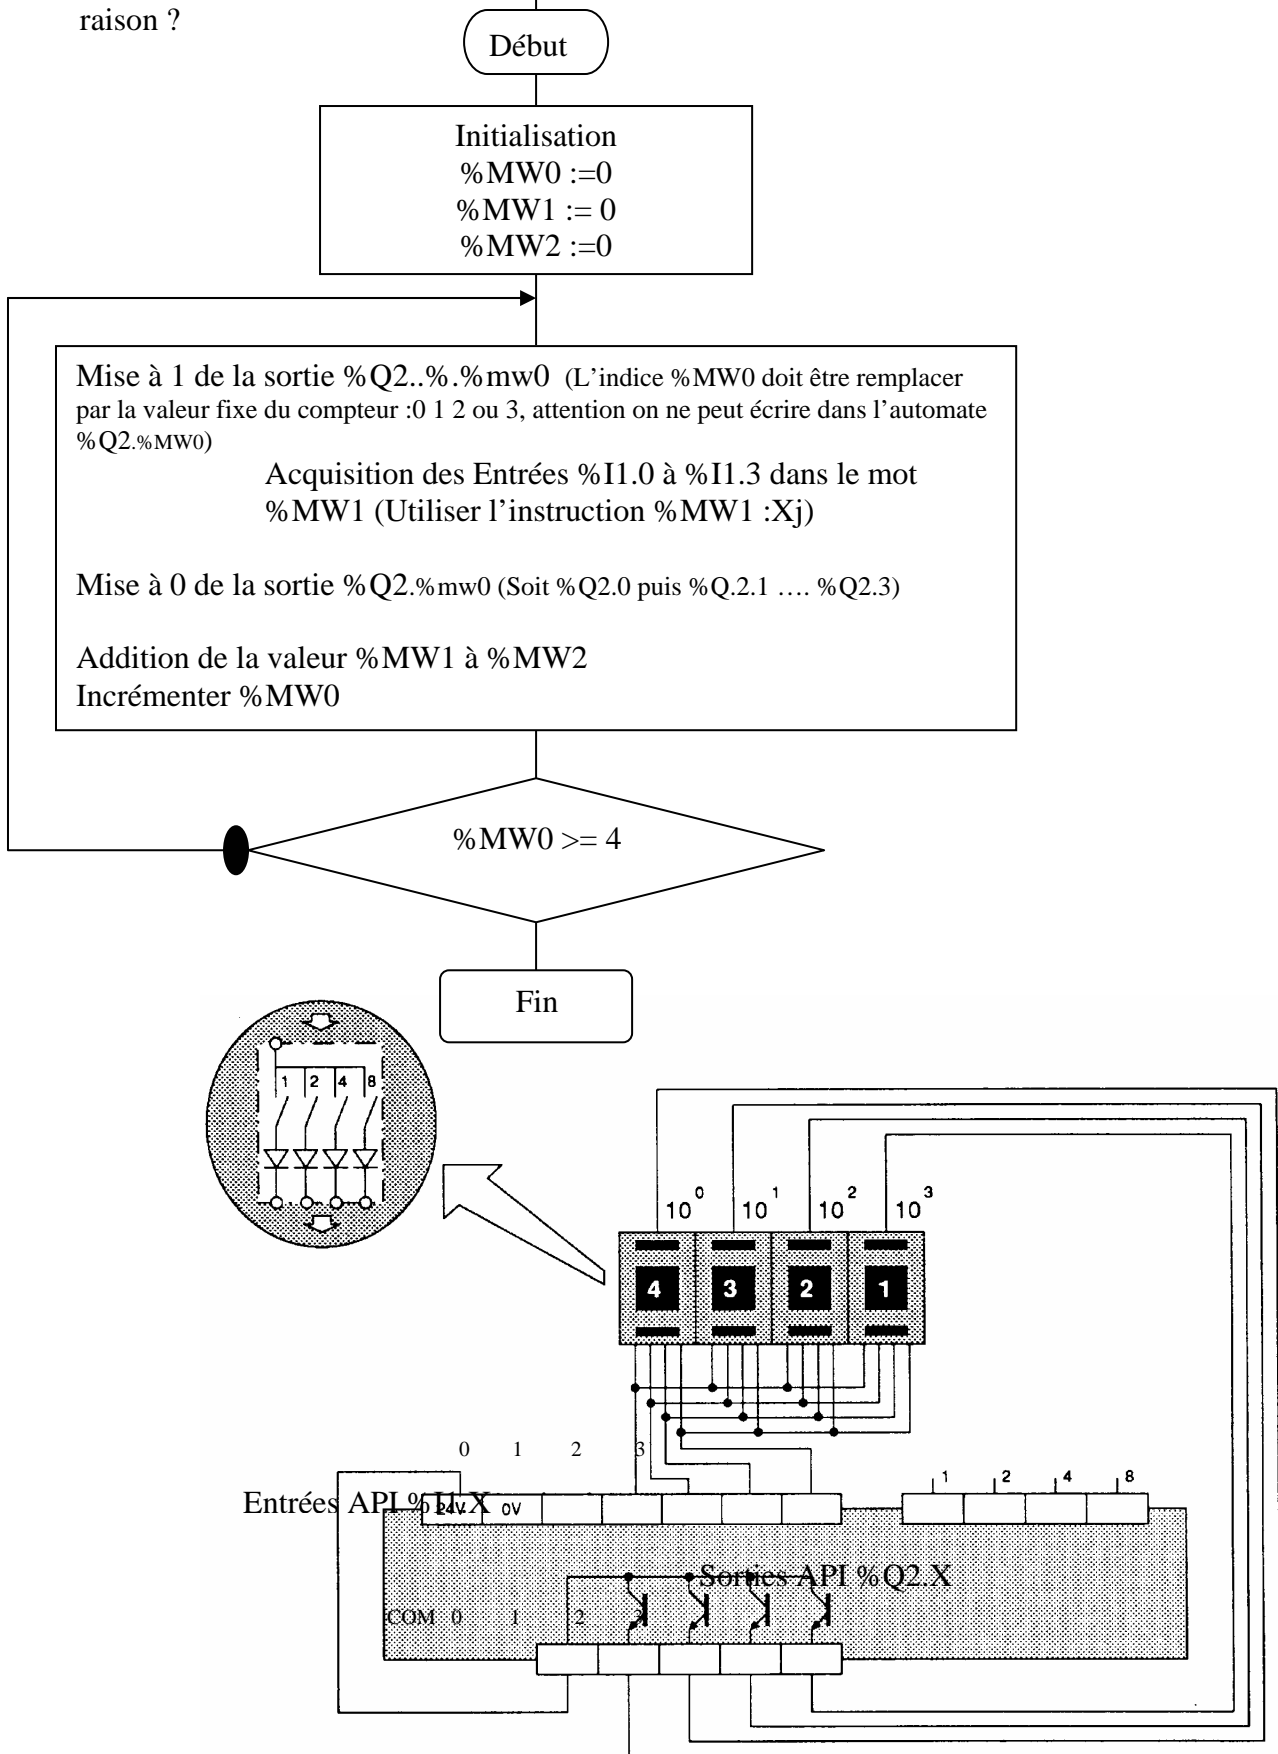 raison ?
Début
Initialisation
%MW0 :=0
%MW1 := 0
%MW2 :=0
Mise à 1 de la sortie %Q2..%.%mw0 (L'indice %MW0 doit être remplacer
par la valeur fixe du compteur :0 1 2 ou 3, attention on ne peut écrire dans l'automate
%Q2.%MW0)
Acquisition des Entrées %I1.0 à %I1.3 dans le mot
%MW1 (Utiliser l'instruction %MW1 :Xj)
Mise à 0 de la sortie %Q2.%mw0 (Soit %Q2.0 puis %Q.2.1 …. %Q2.3)
Addition de la valeur %MW1 à %MW2
Incrémenter %MW0
%MW0 >= 4
Fin
1 2 4 8
10⁰ 10¹ 10² 10³
4 3 2 1
0 1 2 3
1 2 4 8
Entrées API %I1.X
24V 0V
Sorties API %Q2.X
COM 0 1 2 3